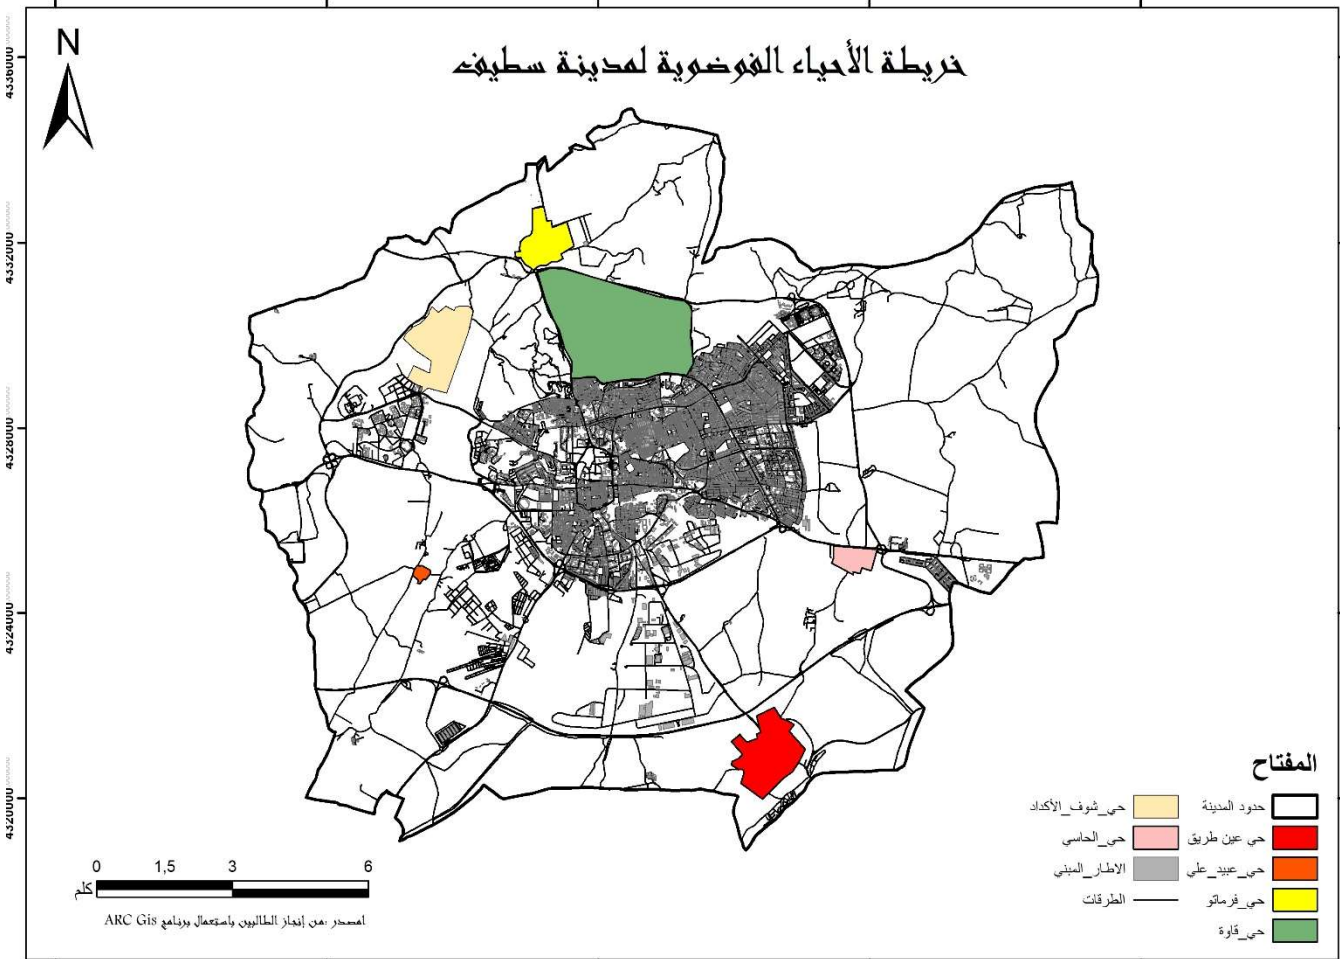 خريطة الأحياء الفوضوية لمدينة سطيف
N
4336000
4332000
4328000
4324000
4320000
المفتاح
حدود المدينة
حي عين طريق
حي_عبيد_علي
حي_فرماتو
حي_قاوة
حي_شوف_الأكداد
حي_الحاسي
الاطار_المبني
الطرقات
0 1,5 3 6
كلم
امصدر :من إنجاز الطالبين باستعمال برنامج ARC Gis